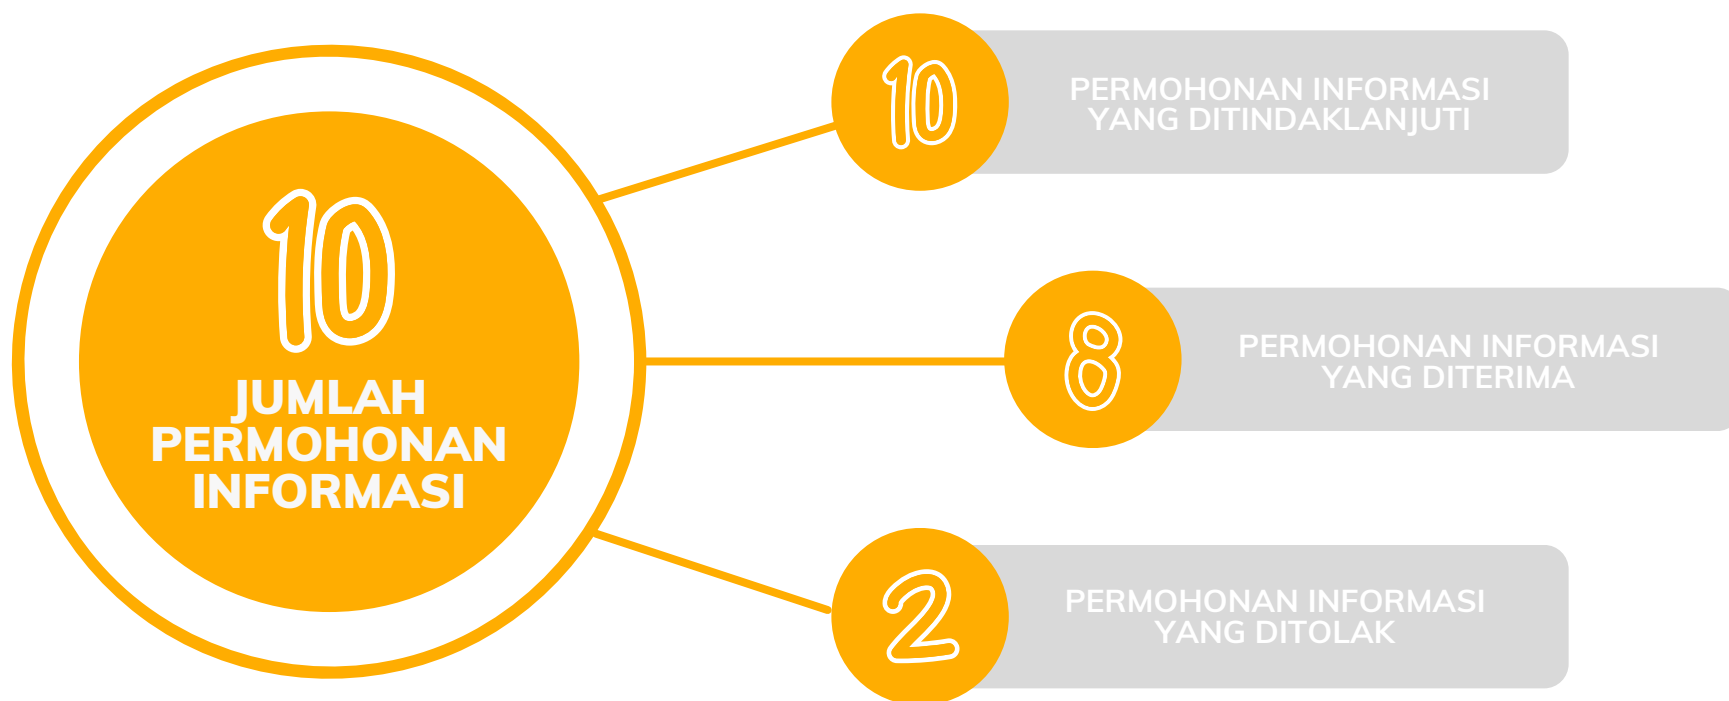 10
JUMLAH
PERMOHONAN
INFORMASI
10
PERMOHONAN INFORMASI
YANG DITINDAKLANJUTI
8
PERMOHONAN INFORMASI
YANG DITERIMA
2
PERMOHONAN INFORMASI
YANG DITOLAK